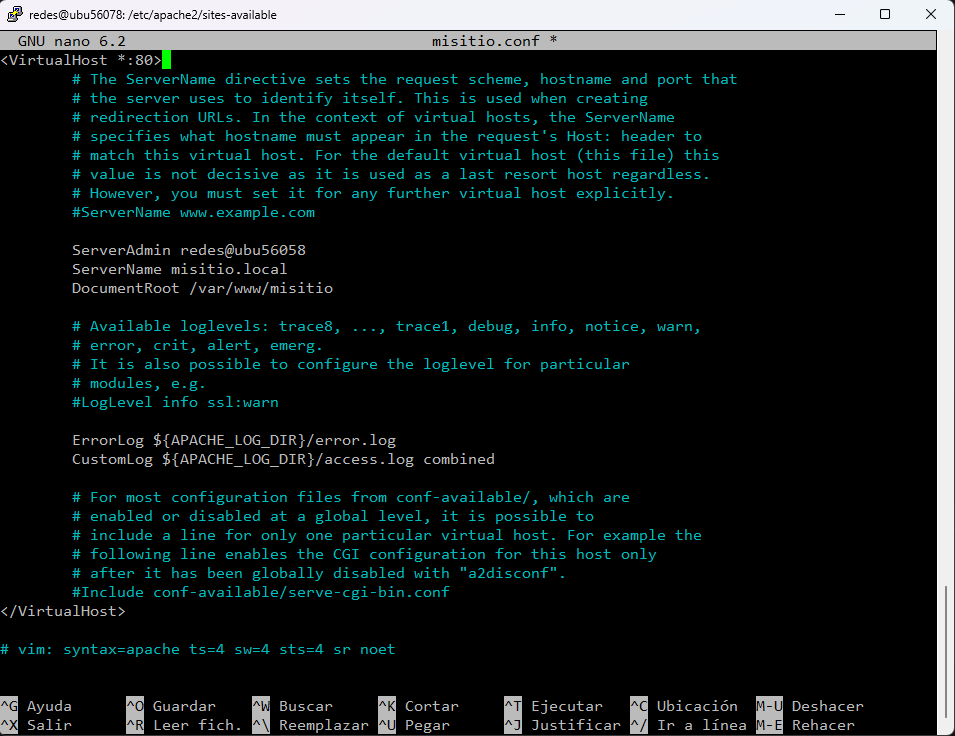 redes@ubu56078: /etc/apache2/sites-available
GNU nano 6.2 misitio.conf *
<VirtualHost *:80>
# The ServerName directive sets the request scheme, hostname and port that
# the server uses to identify itself. This is used when creating
# redirection URLs. In the context of virtual hosts, the ServerName
# specifies what hostname must appear in the request's Host: header to
# match this virtual host. For the default virtual host (this file) this
# value is not decisive as it is used as a last resort host regardless.
# However, you must set it for any further virtual host explicitly.
#ServerName www.example.com
ServerAdmin redes@ubu56058
ServerName misitio.local
DocumentRoot /var/www/misitio
# Available loglevels: trace8, ..., trace1, debug, info, notice, warn,
# error, crit, alert, emerg.
# It is also possible to configure the loglevel for particular
# modules, e.g.
#LogLevel info ssl:warn
ErrorLog ${APACHE_LOG_DIR}/error.log
CustomLog ${APACHE_LOG_DIR}/access.log combined
# For most configuration files from conf-available/, which are
# enabled or disabled at a global level, it is possible to
# include a line for only one particular virtual host. For example the
# following line enables the CGI configuration for this host only
# after it has been globally disabled with "a2disconf".
#Include conf-available/serve-cgi-bin.conf
</VirtualHost>
# vim: syntax=apache ts=4 sw=4 sts=4 sr noet
^G Ayuda ^O Guardar ^W Buscar ^K Cortar ^T Ejecutar ^C Ubicación M-U Deshacer
^X Salir ^R Leer fich. ^\ Reemplazar ^U Pegar ^J Justificar ^/ Ir a línea M-E Rehacer